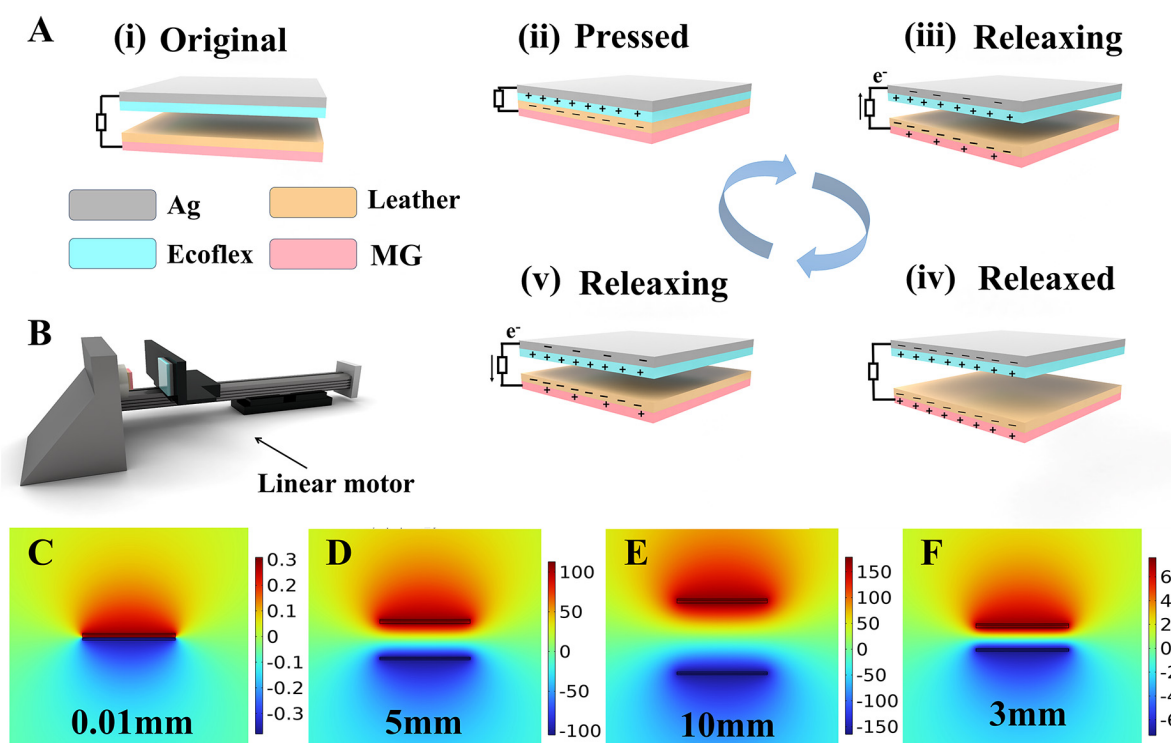 A
(i) Original
(ii) Pressed
(iii) Releaxing
e-
Ag
Leather
Ecoflex
MG
(v) Releaxing
(iv) Releaxed
e-
B
Linear motor
C
0.3
0.2
0.1
0
-0.1
-0.2
-0.3
0.01mm
D
100
50
0
-50
-100
5mm
E
150
100
50
0
-50
-100
-150
10mm
F
2
0
3mm